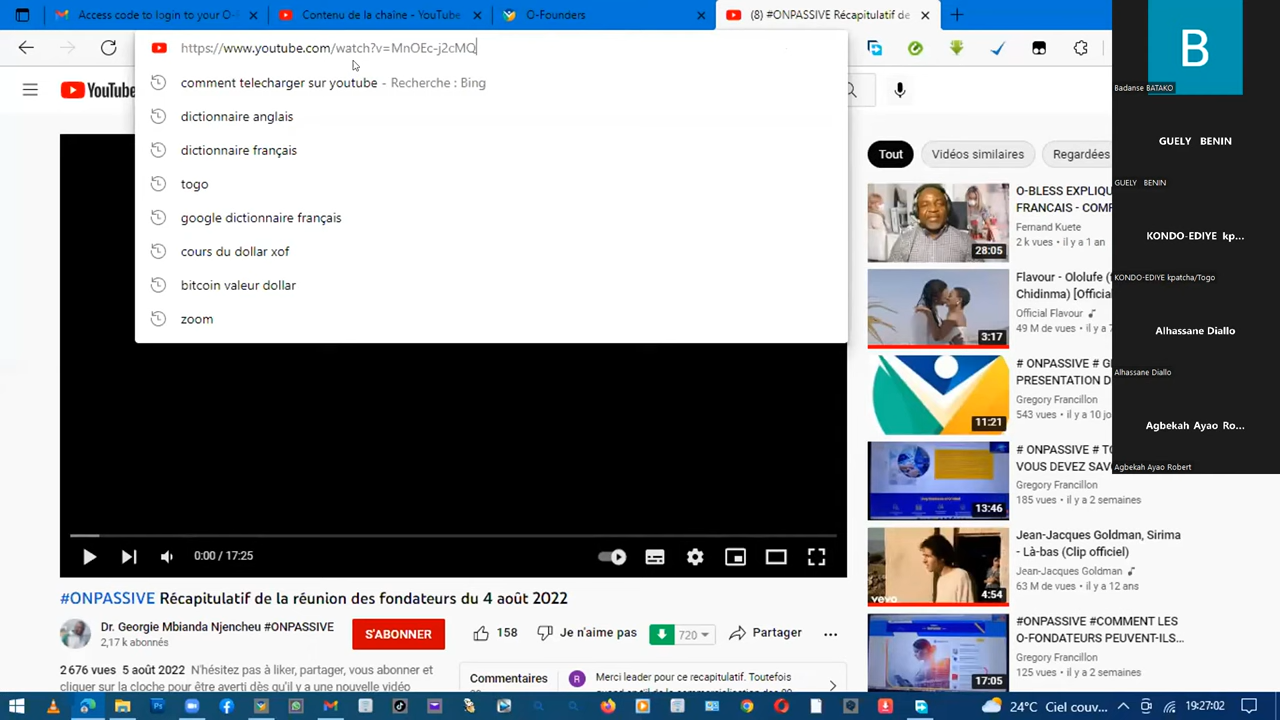 Access code to login to your O-F
Contenu de la chaîne - YouTube
O-Founders
(8) #ONPASSIVE Récapitulatif de
https://www.youtube.com/watch?v=MnOEc-j2cMQ
comment telecharger sur youtube - Recherche : Bing
dictionnaire anglais
dictionnaire français
togo
google dictionnaire français
cours du dollar xof
bitcoin valeur dollar
zoom
YouTube
Tout
Vidéos similaires
Regardées
O-BLESS EXPLIQU
FRANCAIS - COMF
Fernand Kuete
2 k vues • il y a 1 an
28:05
Flavour - Ololufe (
Chidinma) [Officia
Official Flavour
49 M de vues • il y a 7
3:17
# ONPASSIVE # G
PRESENTATION D
Gregory Francillon
543 vues • il y a 10 jo
11:21
# ONPASSIVE # TO
VOUS DEVEZ SAV
Gregory Francillon
185 vues • il y a 2 semaines
13:46
Jean-Jacques Goldman, Sirima
- Là-bas (Clip officiel)
Jean-Jacques Goldman
63 M de vues • il y a 12 ans
vevo
4:54
#ONPASSIVE #COMMENT LES
O-FONDATEURS PEUVENT-ILS...
Gregory Francillon
125 vues • il y a 2 semaines
17:05
0:00 / 17:25
#ONPASSIVE Récapitulatif de la réunion des fondateurs du 4 août 2022
Dr. Georgie Mbianda Njencheu #ONPASSIVE
2,17 k abonnés
S'ABONNER
158
Je n'aime pas
720
Partager
2 676 vues 5 août 2022 N'hésitez pas à liker, partager, vous abonner et
cliquer sur la cloche pour être averti dès qu'il y a une nouvelle vidéo
Commentaires
R
Merci leader pour ce recapitulatif. Toutefois
B
Badanse BATAKO
GUELY BENIN
GUELY BENIN
KONDO-EDIYE kp...
KONDO-EDIYE kpatcha/Togo
Alhassane Diallo
Alhassane Diallo
Agbekah Ayao Ro...
Agbekah Ayao Robert
24°C Ciel couv...
19:27:02